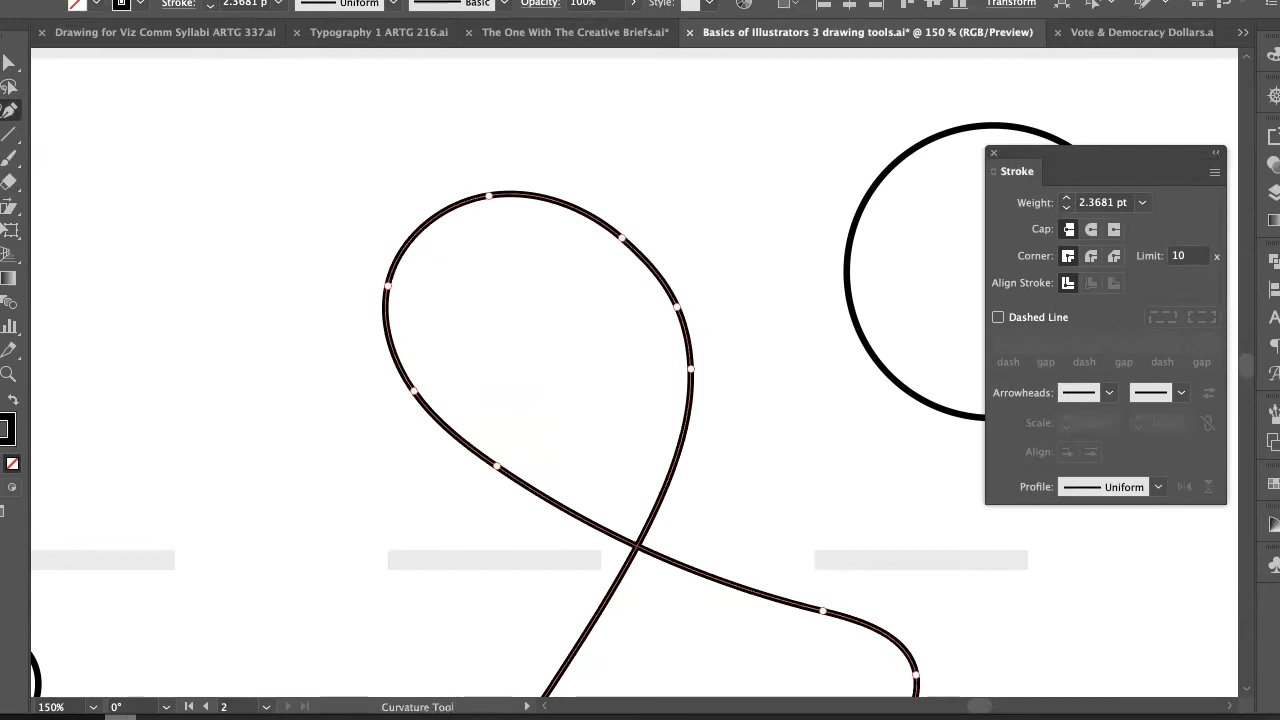 Stroke: 2.3681 pt Uniform Basic Opacity: 100% Style: Transform
Drawing for Viz Comm Syllabi ARTG 337.ai Typography 1 ARTG 216.ai The One With The Creative Briefs.ai* Basics of Illustrators 3 drawing tools.ai* @ 150 % (RGB/Preview) Vote & Democracy Dollars.a
Stroke
Weight: 2.3681 pt
Cap:
Corner: Limit: 10 x
Align Stroke:
Dashed Line
dash gap dash gap dash gap
Arrowheads:
Scale:
Align:
Profile: Uniform
150% 0° 2 Curvature Tool